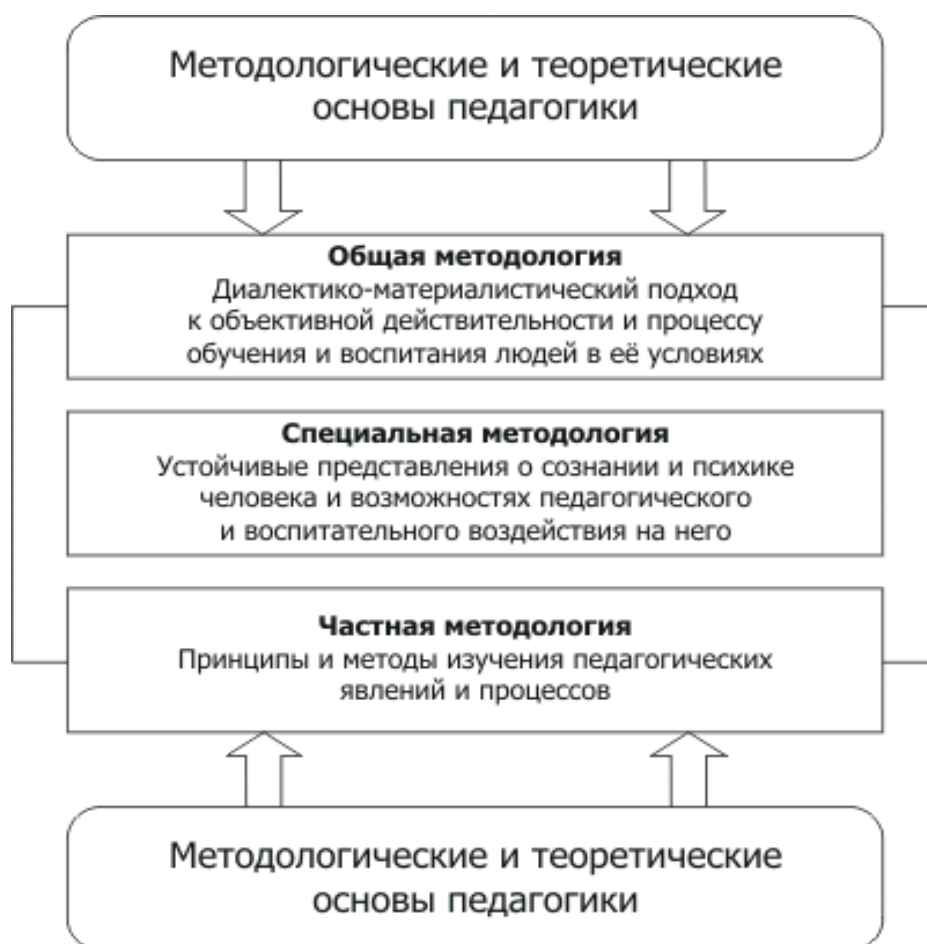 Методологические и теоретические
основы педагогики
Общая методология
Диалектико-материалистический подход
к объективной действительности и процессу
обучения и воспитания людей в её условиях
Специальная методология
Устойчивые представления о сознании и психике
человека и возможностях педагогического
и воспитательного воздействия на него
Частная методология
Принципы и методы изучения педагогических
явлений и процессов
Методологические и теоретические
основы педагогики